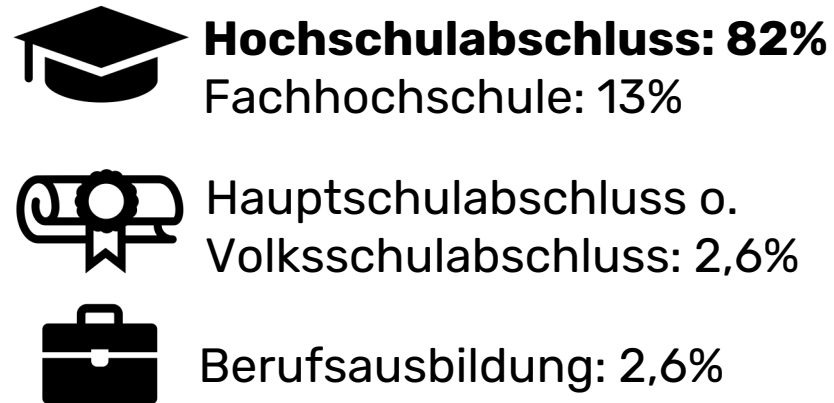 Hochschulabschluss: 82%
Fachhochschule: 13%
Hauptschulabschluss o.
Volksschulabschluss: 2,6%
Berufsausbildung: 2,6%